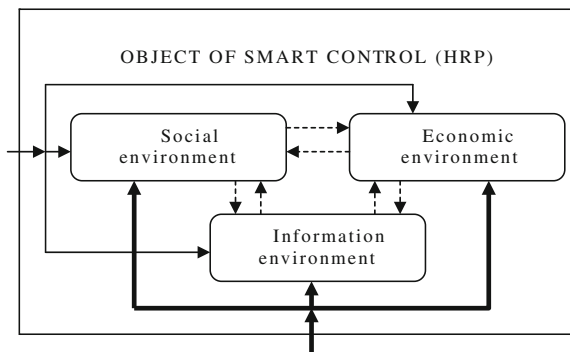 OBJECT OF SMART CONTROL (HRP)
Social
environment
Economic
environment
Information
environment